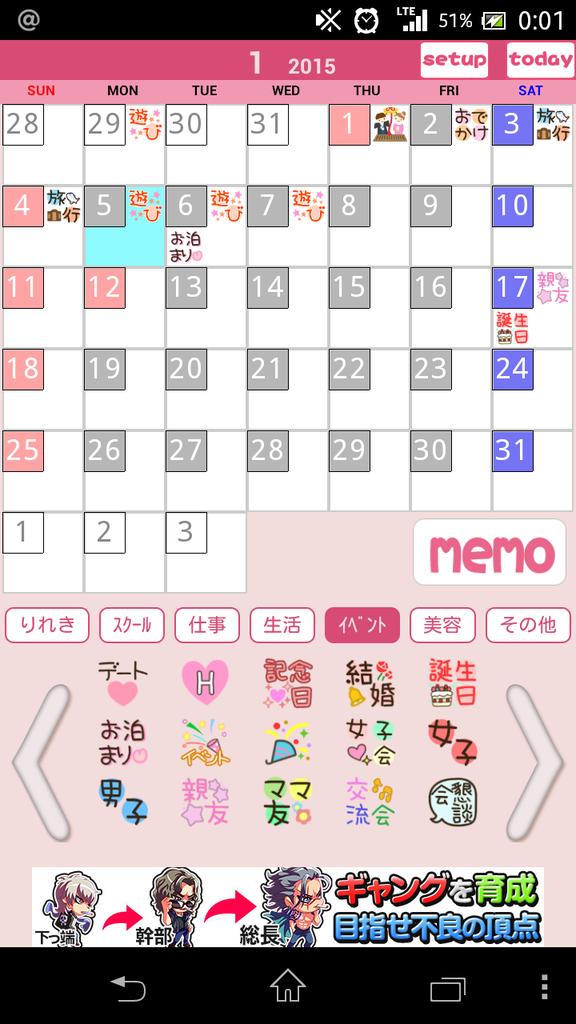 @ LTE 51% 0:01
1 2015 setup today
SUN MON TUE WED THU FRI SAT
28 29 遊び 30 31 1 2 おでかけ 3 旅行
4 旅行 5 遊び 6 遊び 7 遊び 8 9 10
お泊まり
11 12 13 14 15 16 17 親友
誕生日
18 19 20 21 22 23 24
25 26 27 28 29 30 31
1 2 3
memo
りれき ｽｸｰﾙ 仕事 生活 ｲﾍﾞﾝﾄ 美容 その他
デート H 記念日 結婚 誕生日
お泊まり イベント 女子会 女子
男子 親友 ママ友 交流会 懇談会
ギャングを育成
目指せ不良の頂点
下っ端 幹部 総長